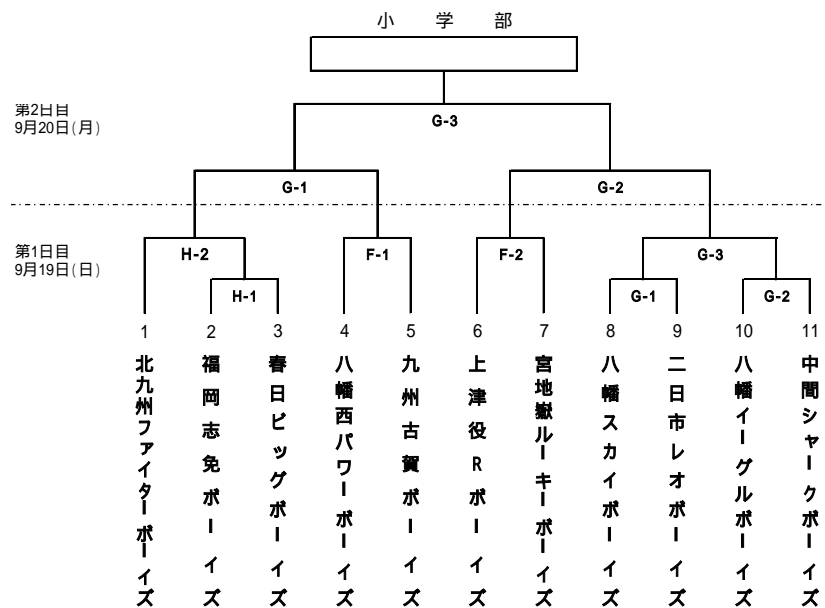 小 学 部
第2日目
9月20日(月)
G-3
G-1
G-2
第1日目
9月19日(日)
H-2
F-1
F-2
G-3
H-1
G-1
G-2
1
2
3
4
5
6
7
8
9
10
11
北九州ファイターボーイズ
福岡志免ボーイズ
春日ビッグボーイズ
八幡西パワーボーイズ
九州古賀ボーイズ
上津役Rボーイズ
宮地嶽ルーキーボーイズ
八幡スカイボーイズ
二日市レオボーイズ
八幡イーグルボーイズ
中間シャークボーイズ